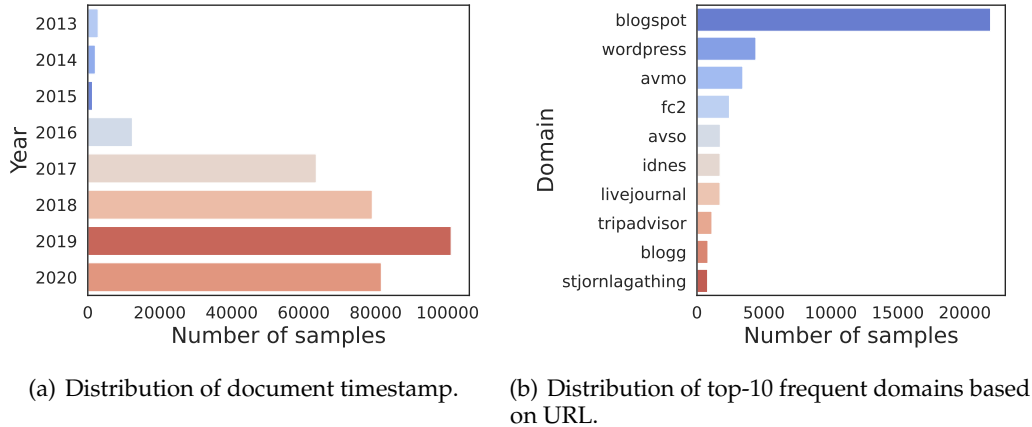 2013
2014
2015
2016
2017
2018
2019
2020
Year
0 20000 40000 60000 80000 100000
Number of samples
(a) Distribution of document timestamp.
blogspot
wordpress
avmo
fc2
avso
idnes
livejournal
tripadvisor
blogg
stjornlagathing
Domain
0 5000 10000 15000 20000
Number of samples
(b) Distribution of top-10 frequent domains based
on URL.